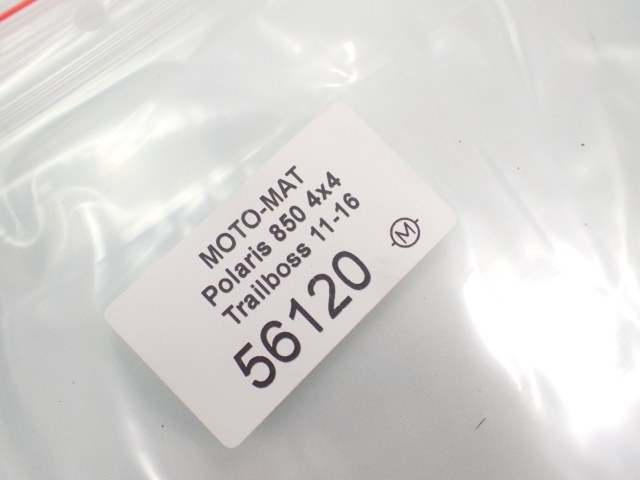 MOTO-MAT
Polaris 850 4x4
Trailboss 11-16
56120
M